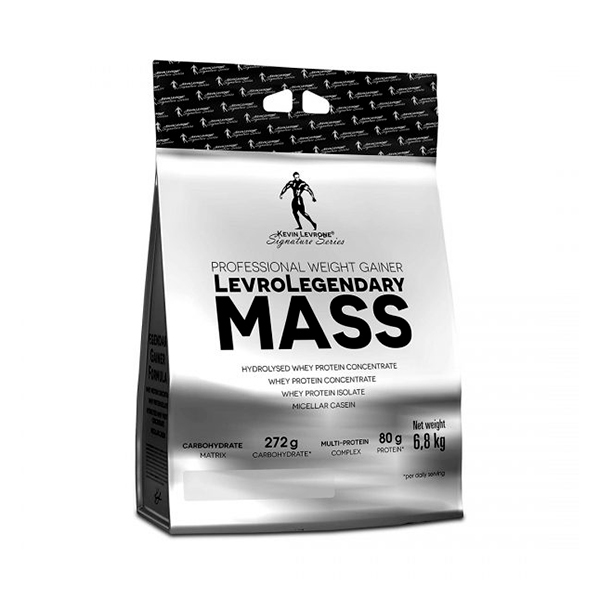 KEVIN LEVRONE®
Signature Series
PROFESSIONAL WEIGHT GAINER
LEVROLEGENDARY
MASS
HYDROLYSED WHEY PROTEIN CONCENTRATE
WHEY PROTEIN CONCENTRATE
WHEY PROTEIN ISOLATE
MICELLAR CASEIN
Net weight
6,8 kg
CARBOHYDRATE
MATRIX
272 g
CARBOHYDRATE*
MULTI-PROTEIN
COMPLEX
80 g
PROTEIN*
*per daily serving